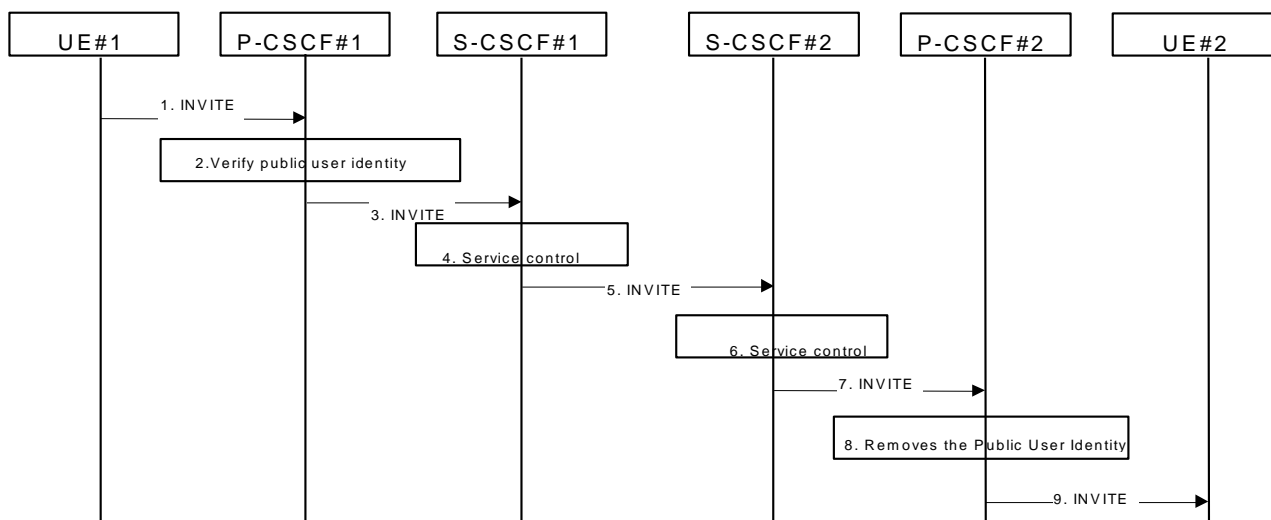 UE#1
P-CSCF#1
S-CSCF#1
S-CSCF#2
P-CSCF#2
UE#2
1. INVITE
2.Verify public user identity
3. INVITE
4. Service control
5. INVITE
6. Service control
7. INVITE
8. Removes the Public User Identity
9. INVITE